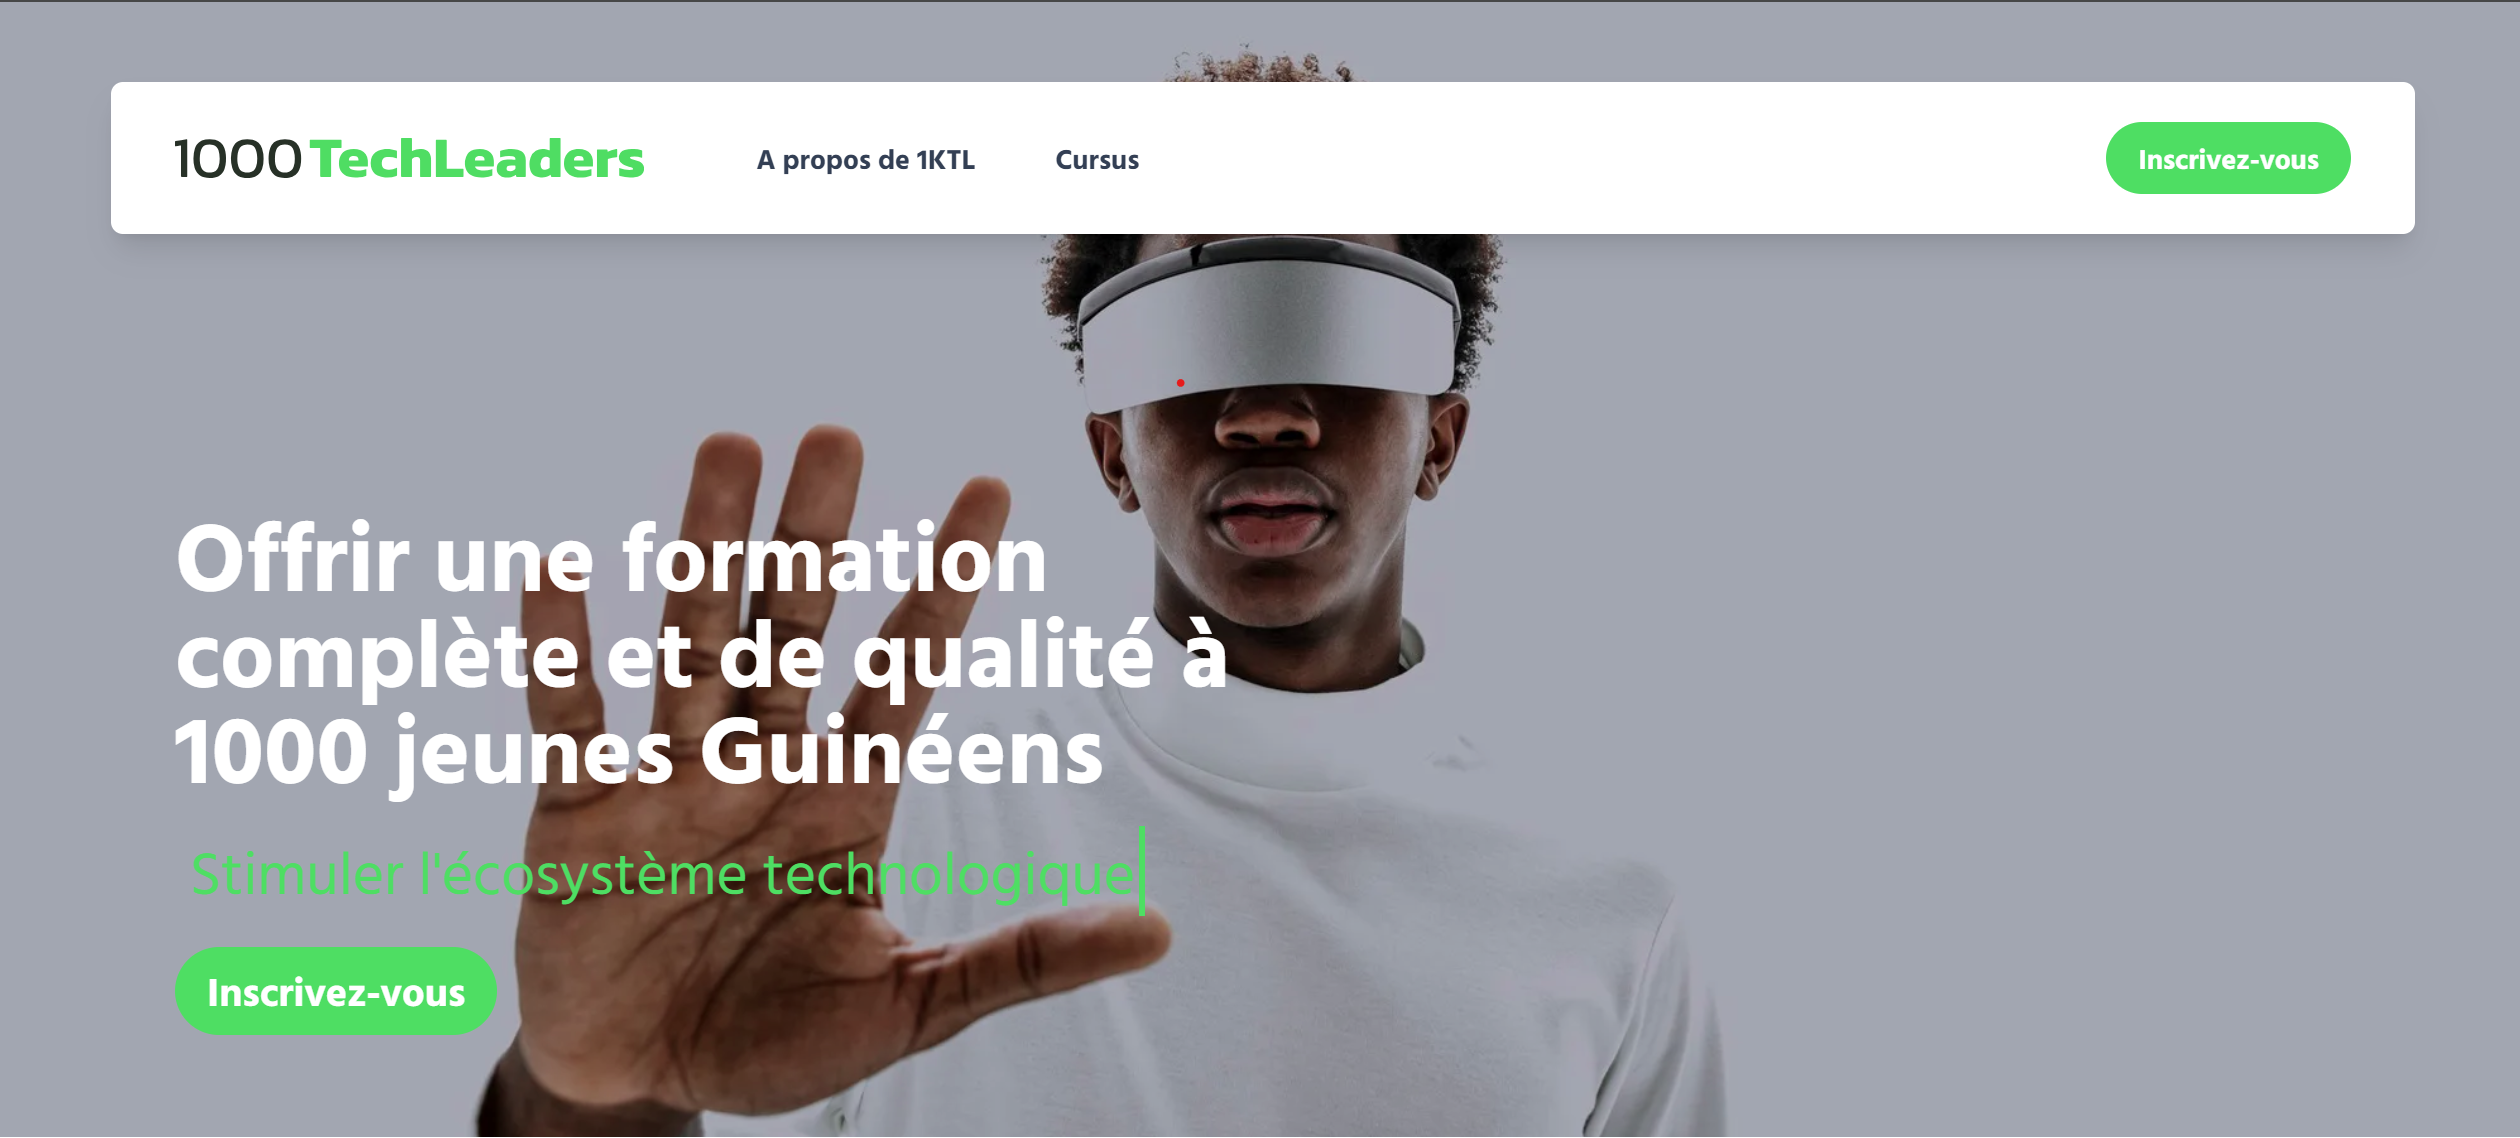 1000 TechLeaders
A propos de 1KTL
Cursus
Inscrivez-vous
Offrir une formation
complète et de qualité à
1000 jeunes Guinéens
Stimuler l'écosystème technologique
Inscrivez-vous